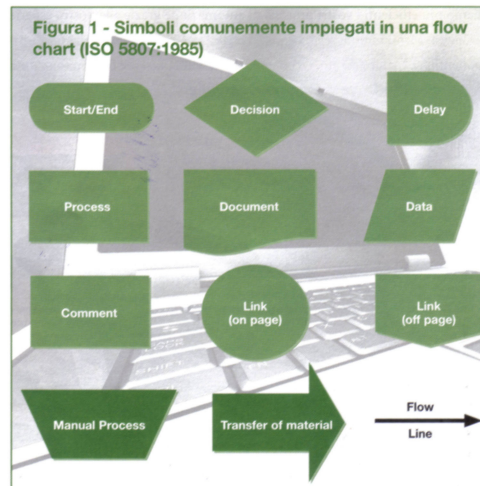 Figura 1 - Simboli comunemente impiegati in una flow
chart (ISO 5807:1985)
Start/End
Decision
Delay
Process
Document
Data
Comment
Link
(on page)
Link
(off page)
Manual Process
Transfer of material
Flow
Line